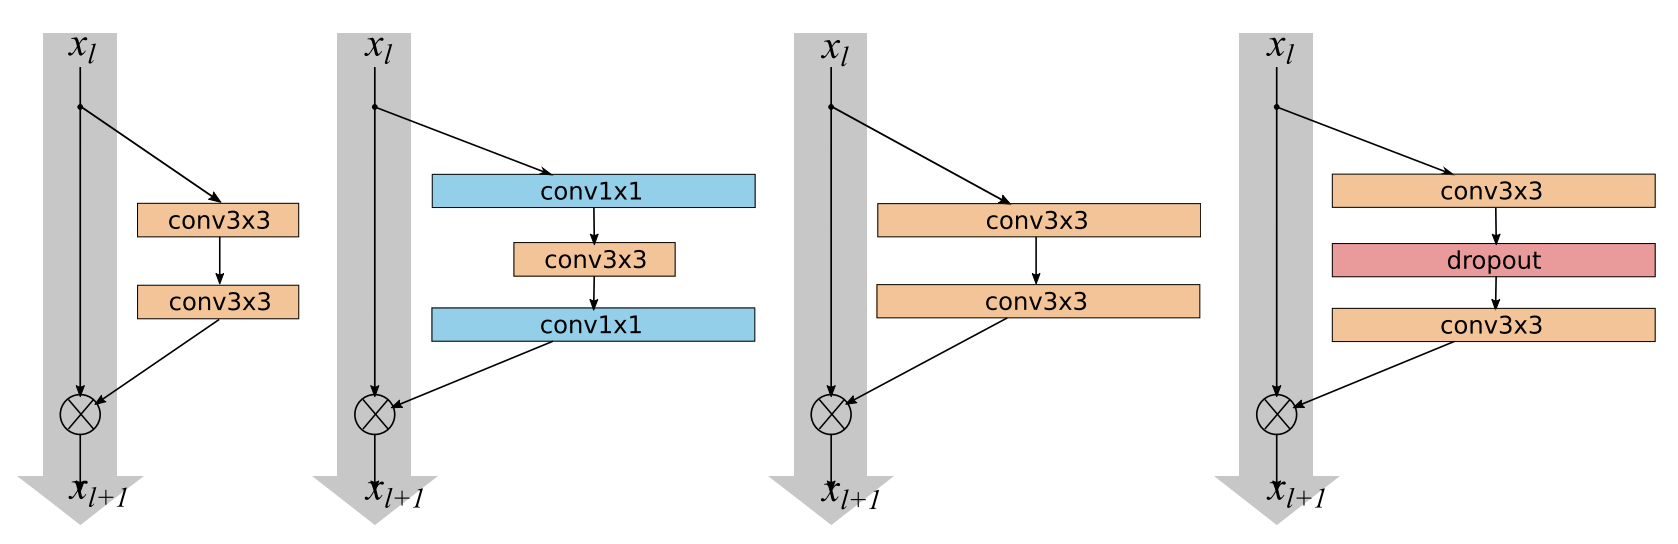 x_l
conv3x3
conv3x3
x_{l+1}
x_l
conv1x1
conv3x3
conv1x1
x_{l+1}
x_l
conv3x3
conv3x3
x_{l+1}
x_l
conv3x3
dropout
conv3x3
x_{l+1}